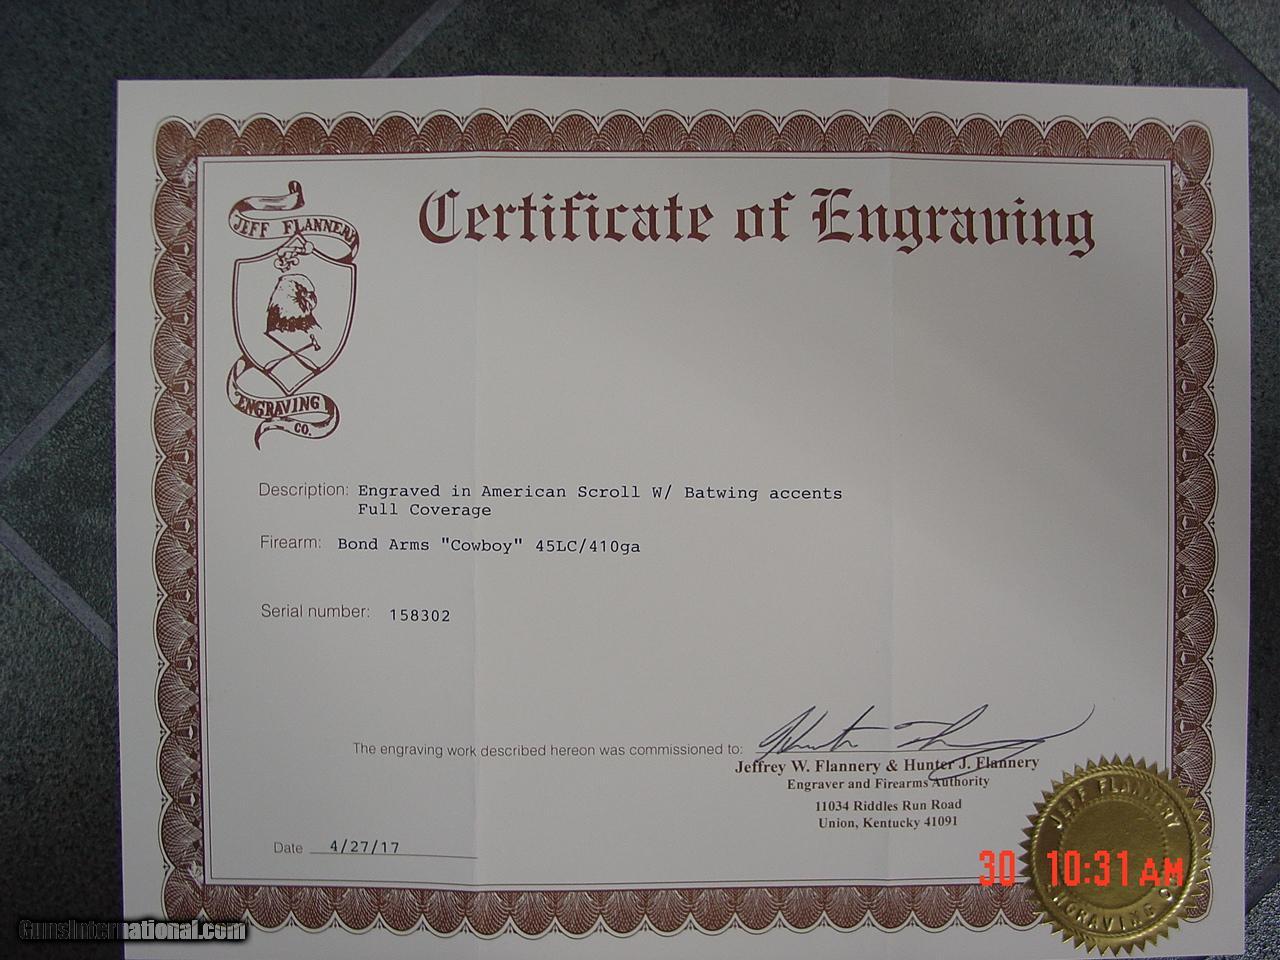 Certificate of Engraving
JEFF FLANNERY
ENGRAVING
CO.
Description: Engraved in American Scroll W/ Batwing accents
Full Coverage
Firearm: Bond Arms "Cowboy" 45LC/410ga
Serial number: 158302
The engraving work described hereon was commissioned to:
Jeffrey W. Flannery & Hunter J. Flannery
Engraver and Firearms Authority
11034 Riddles Run Road
Union, Kentucky 41091
Date 4/27/17
JEFF FLANNERY
ENGRAVING CO.
30 10:31 AM
GunsInternational.com